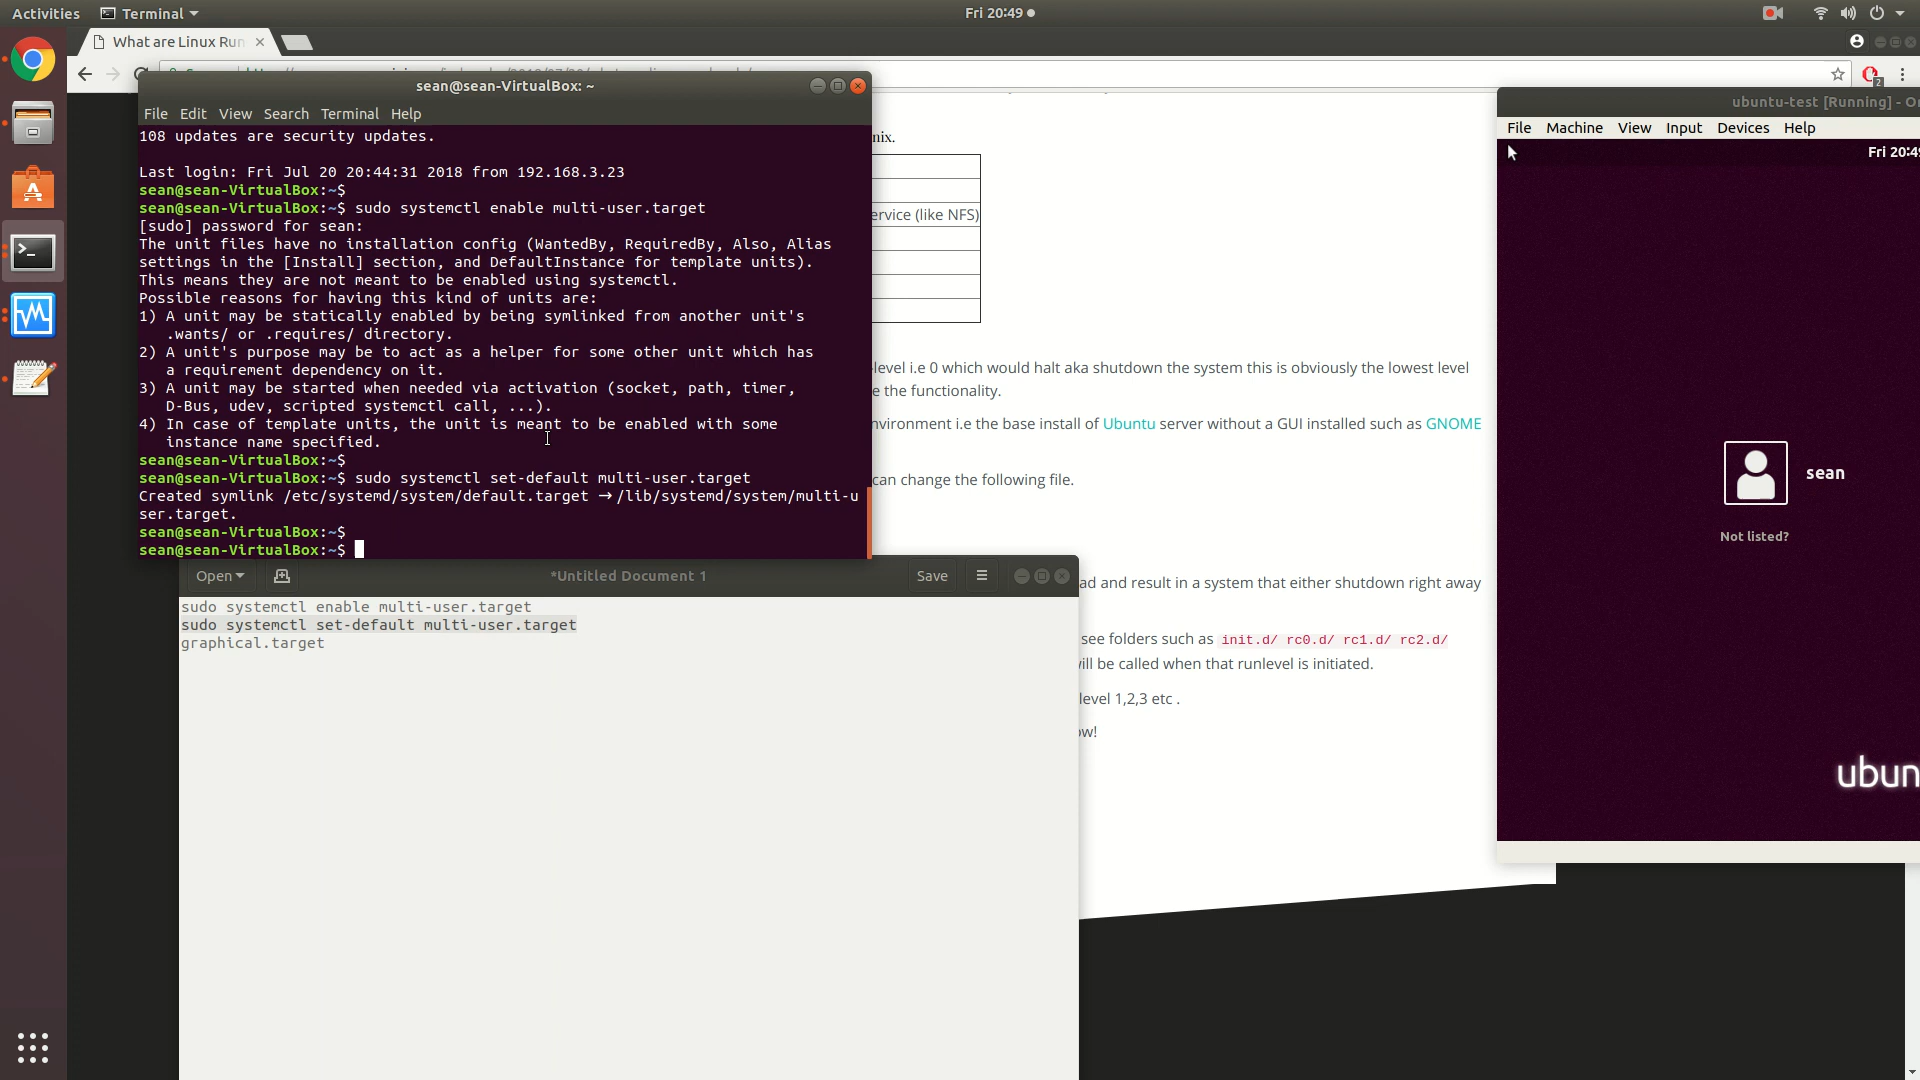 Activities
Terminal
Fri 20:49
What are Linux Run
sean@sean-VirtualBox: ~
File Edit View Search Terminal Help
108 updates are security updates.
Last login: Fri Jul 20 20:44:31 2018 from 192.168.3.23
sean@sean-VirtualBox:~$
sean@sean-VirtualBox:~$ sudo systemctl enable multi-user.target
[sudo] password for sean:
The unit files have no installation config (WantedBy, RequiredBy, Also, Alias
settings in the [Install] section, and DefaultInstance for template units).
This means they are not meant to be enabled using systemctl.
Possible reasons for having this kind of units are:
1) A unit may be statically enabled by being symlinked from another unit's
.wants/ or .requires/ directory.
2) A unit's purpose may be to act as a helper for some other unit which has
a requirement dependency on it.
3) A unit may be started when needed via activation (socket, path, timer,
D-Bus, udev, scripted systemctl call, ...).
4) In case of template units, the unit is meant to be enabled with some
instance name specified.
sean@sean-VirtualBox:~$
sean@sean-VirtualBox:~$ sudo systemctl set-default multi-user.target
Created symlink /etc/systemd/system/default.target → /lib/systemd/system/multi-u
ser.target.
sean@sean-VirtualBox:~$
sean@sean-VirtualBox:~$
Open
*Untitled Document 1
Save
sudo systemctl enable multi-user.target
sudo systemctl set-default multi-user.target
graphical.target
nix.
ervice (like NFS)
level i.e 0 which would halt aka shutdown the system this is obviously the lowest level
e the functionality.
nvironment i.e the base install of Ubuntu server without a GUI installed such as GNOME
can change the following file.
ad and result in a system that either shutdown right away
see folders such as init.d/ rc0.d/ rc1.d/ rc2.d/
ill be called when that runlevel is initiated.
level 1,2,3 etc .
ow!
2
ubuntu-test [Running] - Or
File Machine View Input Devices Help
Fri 20:49
sean
Not listed?
ubun